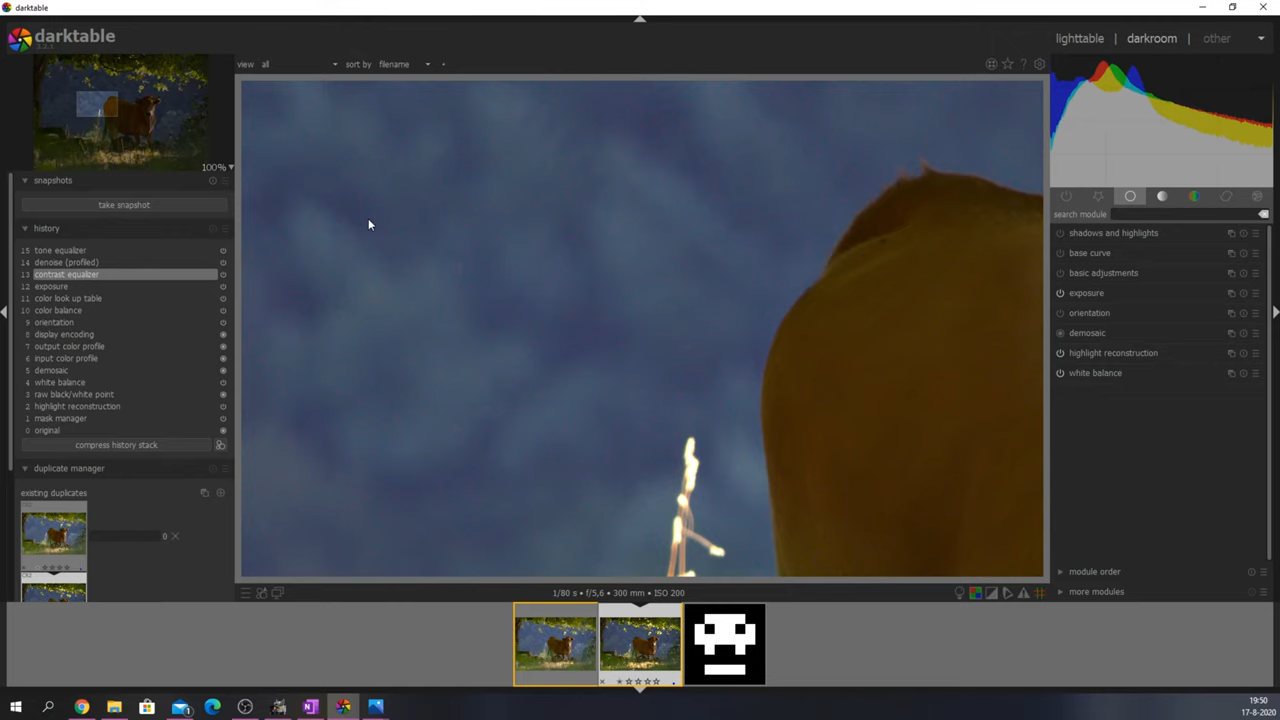 darktable
darktable
3.2.1
lighttable | darkroom | other
view all sort by filename
100%
snapshots
take snapshot
history
15 tone equalizer
14 denoise (profiled)
13 contrast equalizer
12 exposure
11 color look up table
10 color balance
9 orientation
8 display encoding
7 output color profile
6 input color profile
5 demosaic
4 white balance
3 raw black/white point
2 highlight reconstruction
1 mask manager
0 original
compress history stack
duplicate manager
existing duplicates
CR2
0
CR2
search module
shadows and highlights
base curve
basic adjustments
exposure
orientation
demosaic
highlight reconstruction
white balance
module order
more modules
1/80 s • f/5,6 • 300 mm • ISO 200
19:50
17-8-2020